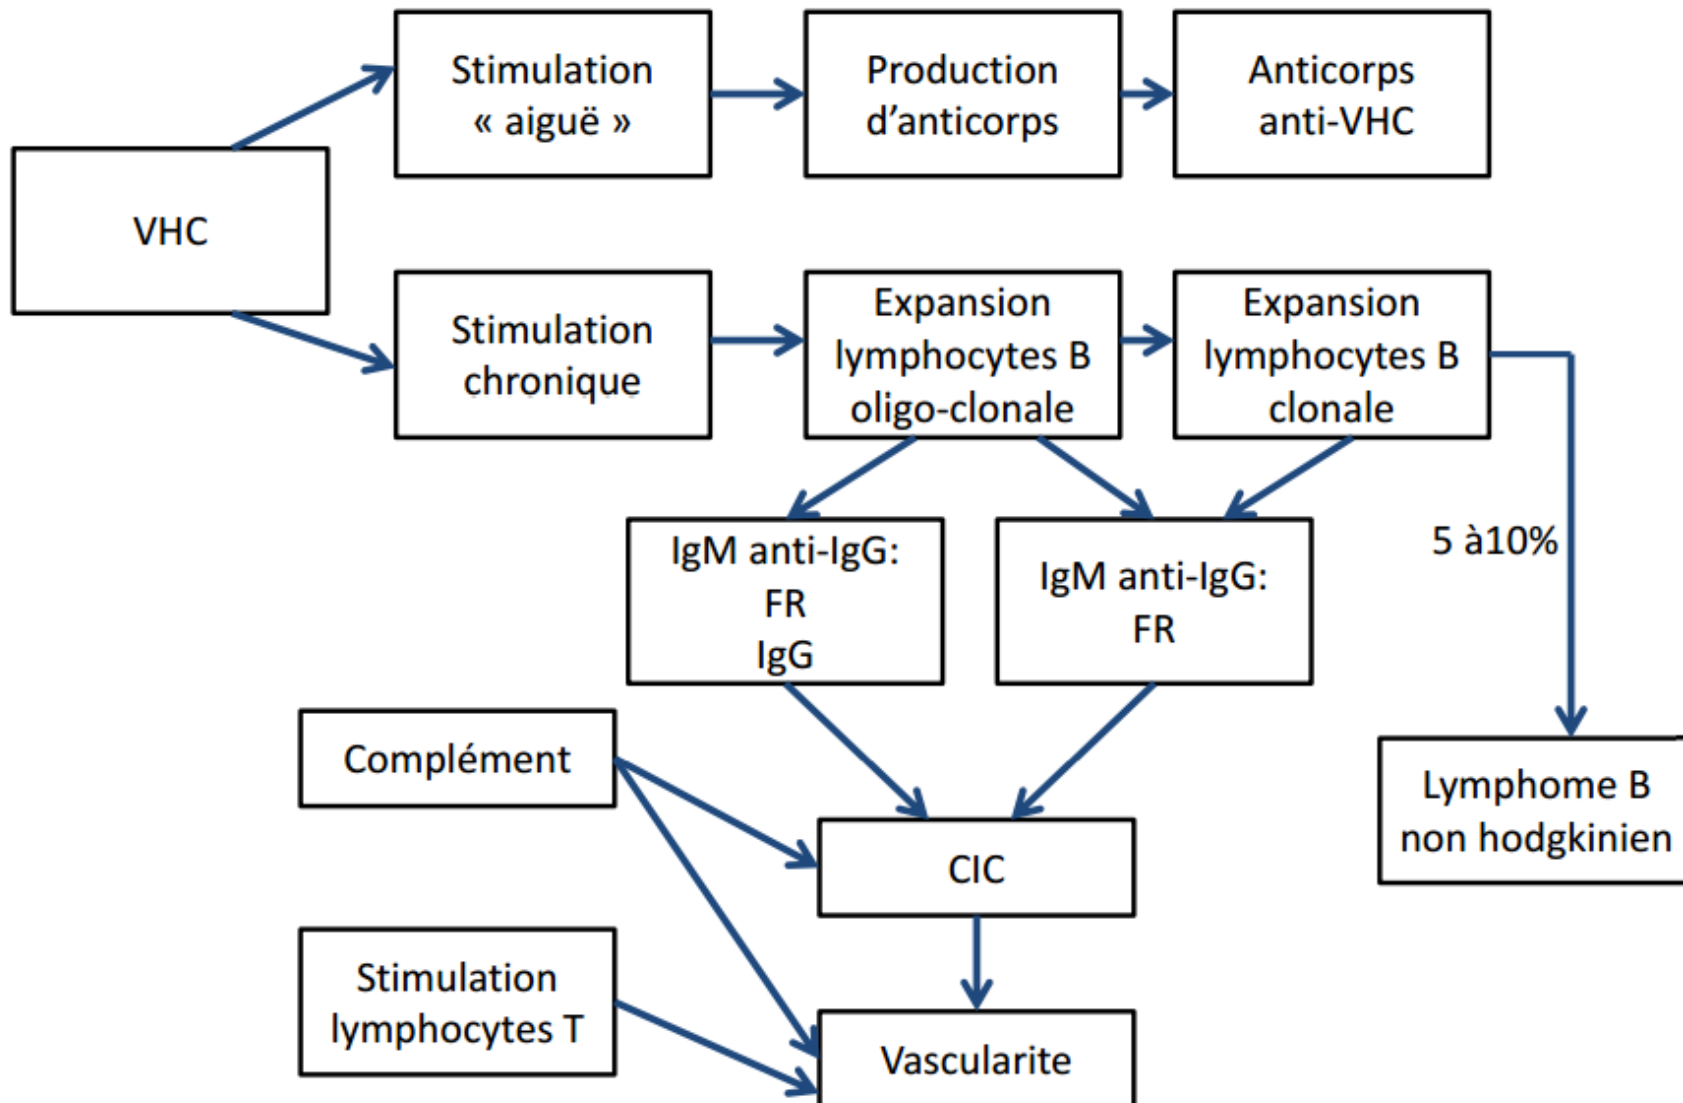 Stimulation
« aiguë »
Production
d’anticorps
Anticorps
anti-VHC
VHC
Stimulation
chronique
Expansion
lymphocytes B
oligo-clonale
Expansion
lymphocytes B
clonale
IgM anti-IgG:
FR
IgG
IgM anti-IgG:
FR
5 à10%
Complément
Lymphome B
non hodgkinien
CIC
Stimulation
lymphocytes T
Vascularite